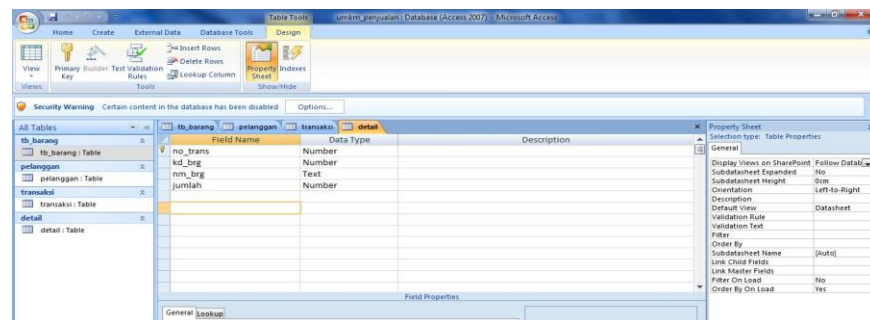 Table Tools
umkm_penjualan : Database (Access 2007) - Microsoft Access
Home Create External Data Database Tools Design
View
Primary Key
Builder
Test Validation Rules
Insert Rows
Delete Rows
Lookup Column
Property Sheet
Indexes
Views Tools Show/Hide
Security Warning Certain content in the database has been disabled Options...
All Tables
tb_barang
tb_barang : Table
pelanggan
pelanggan : Table
transaksi
transaksi : Table
detail
detail : Table
tb_barang pelanggan transaksi detail
Field Name Data Type Description
no_trans Number
kd_brg Number
nm_brg Text
jumlah Number
Field Properties
General Lookup
Property Sheet
Selection type: Table Properties
General
Display Views on SharePoint Follow Datab
Subdatasheet Expanded No
Subdatasheet Height 0cm
Orientation Left-to-Right
Description
Default View Datasheet
Validation Rule
Validation Text
Filter
Order By
Subdatasheet Name [Auto]
Link Child Fields
Link Master Fields
Filter On Load No
Order By On Load Yes